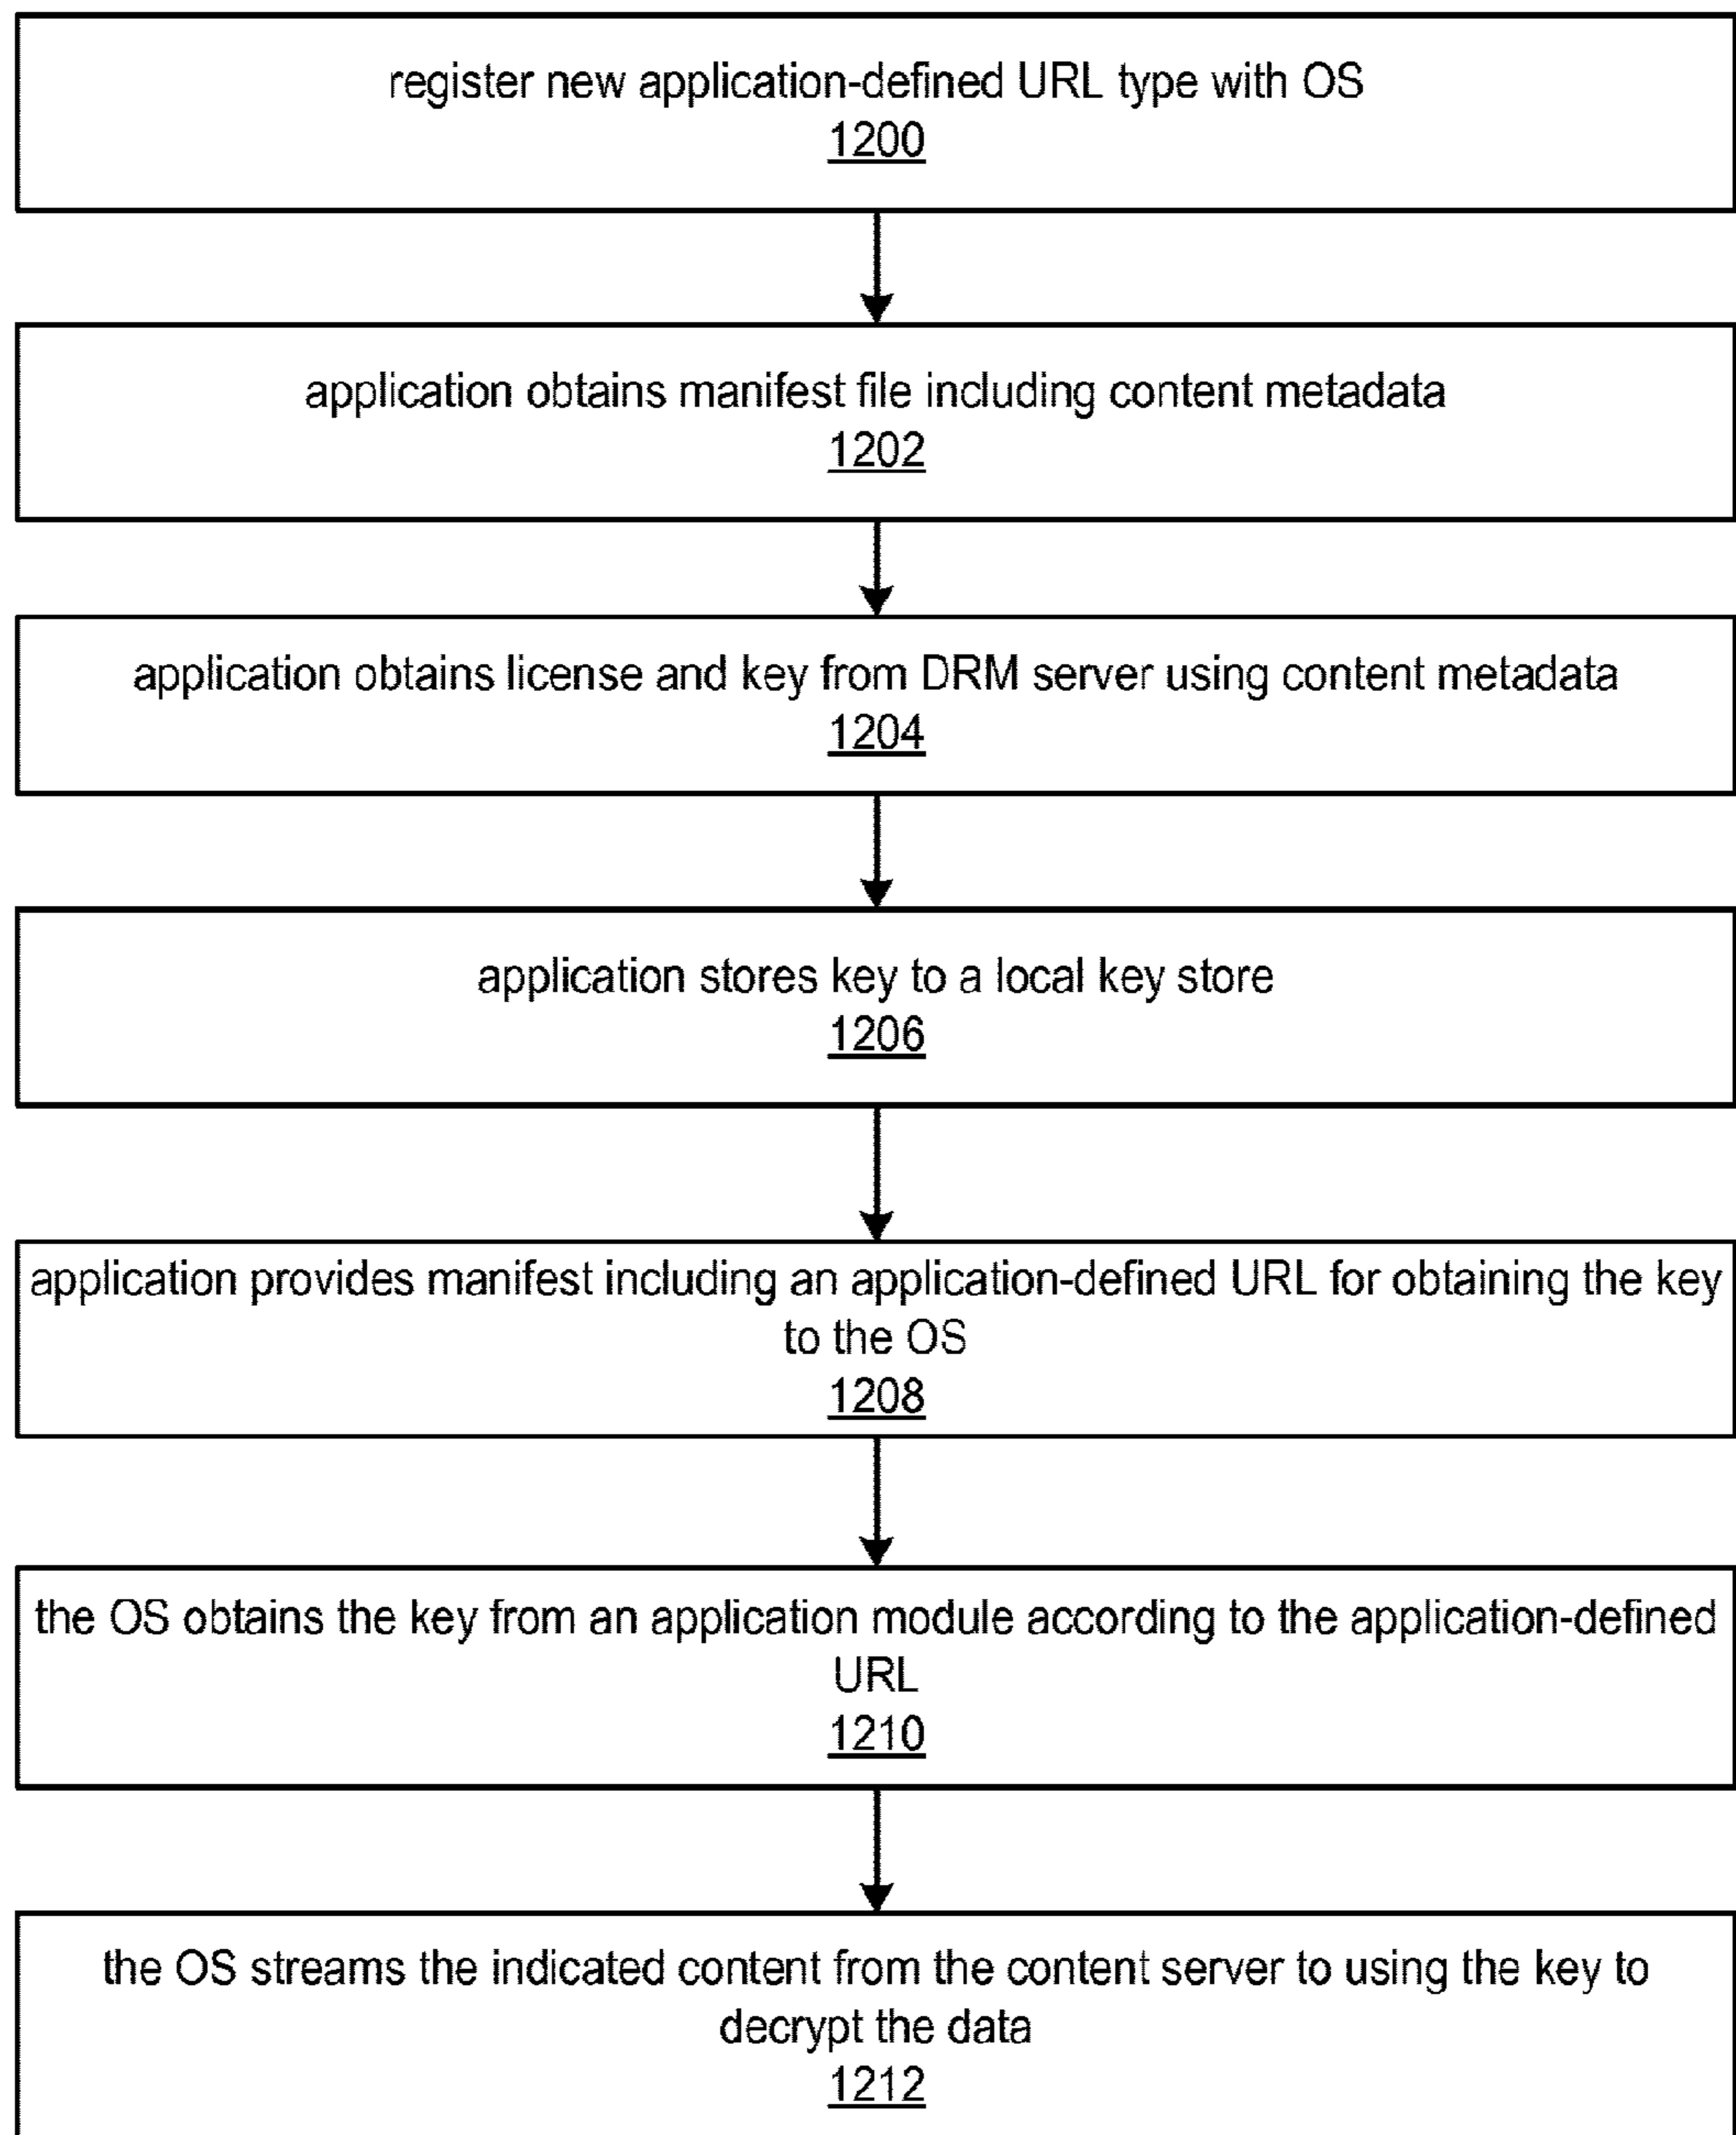 register new application-defined URL type with OS
1200
application obtains manifest file including content metadata
1202
application obtains license and key from DRM server using content metadata
1204
application stores key to a local key store
1206
application provides manifest including an application-defined URL for obtaining the key
to the OS
1208
the OS obtains the key from an application module according to the application-defined
URL
1210
the OS streams the indicated content from the content server to using the key to
decrypt the data
1212